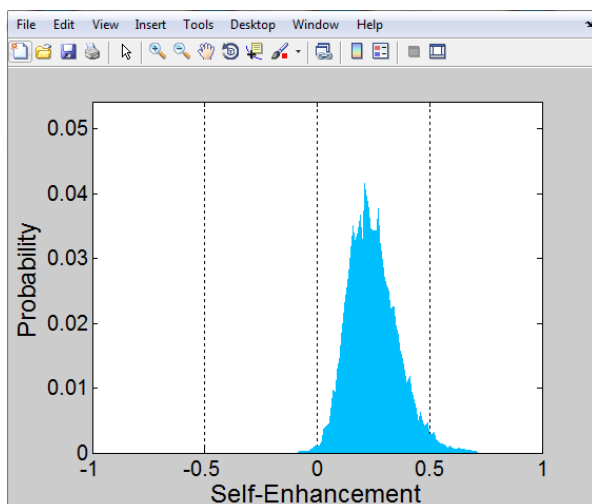 File Edit View Insert Tools Desktop Window Help
0.05
0.04
0.03
0.02
0.01
0
Probability
-1 -0.5 0 0.5 1
Self-Enhancement